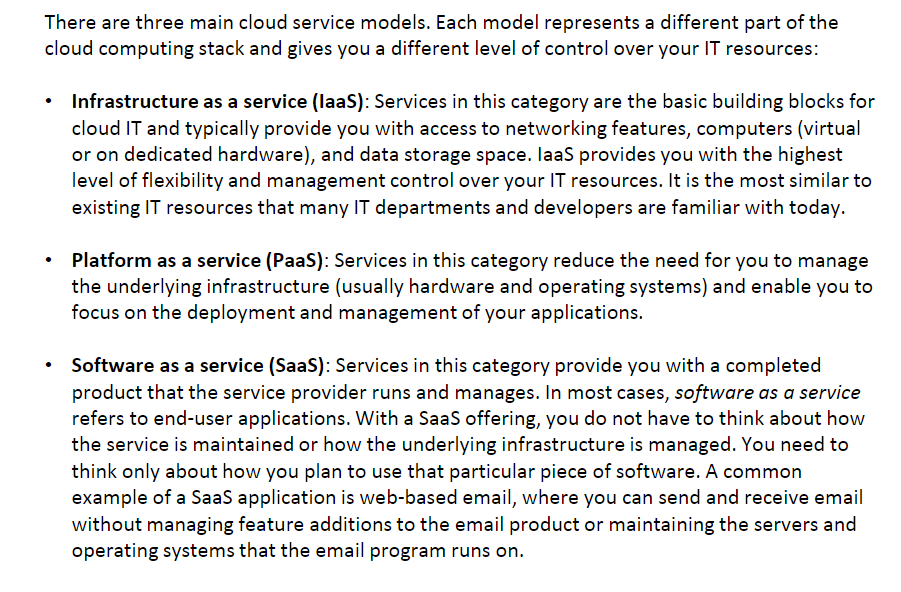 There are three main cloud service models. Each model represents a different part of the
cloud computing stack and gives you a different level of control over your IT resources:
• Infrastructure as a service (IaaS): Services in this category are the basic building blocks for
cloud IT and typically provide you with access to networking features, computers (virtual
or on dedicated hardware), and data storage space. IaaS provides you with the highest
level of flexibility and management control over your IT resources. It is the most similar to
existing IT resources that many IT departments and developers are familiar with today.
• Platform as a service (PaaS): Services in this category reduce the need for you to manage
the underlying infrastructure (usually hardware and operating systems) and enable you to
focus on the deployment and management of your applications.
• Software as a service (SaaS): Services in this category provide you with a completed
product that the service provider runs and manages. In most cases, software as a service
refers to end-user applications. With a SaaS offering, you do not have to think about how
the service is maintained or how the underlying infrastructure is managed. You need to
think only about how you plan to use that particular piece of software. A common
example of a SaaS application is web-based email, where you can send and receive email
without managing feature additions to the email product or maintaining the servers and
operating systems that the email program runs on.